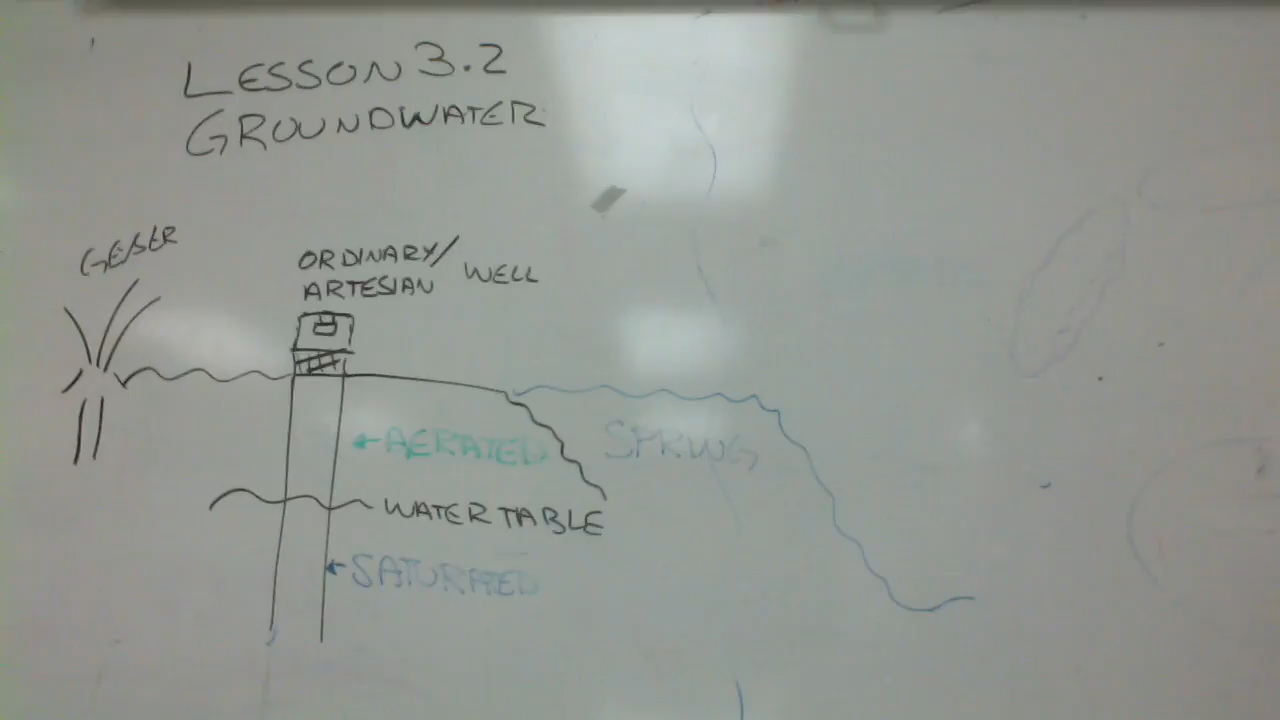 LESSON 3.2
GROUNDWATER
GEYSER
ORDINARY/
ARTESIAN WELL
AERATED
SPRING
WATER TABLE
SATURATED